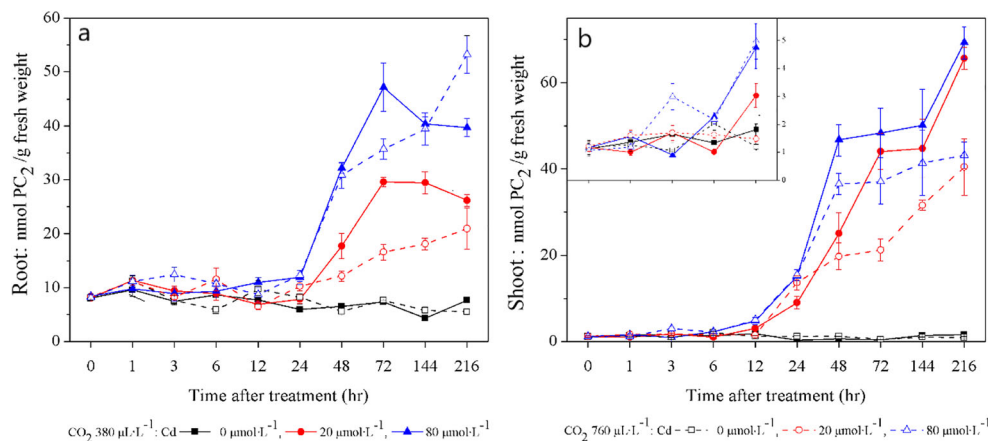 a
Root: nmol PC₂/g fresh weight
60
50
40
30
20
10
0
0 1 3 6 12 24 48 72 144 216
Time after treatment (hr)
b
Shoot : nmol PC₂/g fresh weight
60
40
20
0
5
4
3
2
1
0
0 1 3 6 12 24 48 72 144 216
Time after treatment (hr)
CO₂ 380 μL·L⁻¹: Cd 0 μmol·L⁻¹, 20 μmol·L⁻¹, 80 μmol·L⁻¹
CO₂ 760 μL·L⁻¹: Cd 0 μmol·L⁻¹, 20 μmol·L⁻¹, 80 μmol·L⁻¹